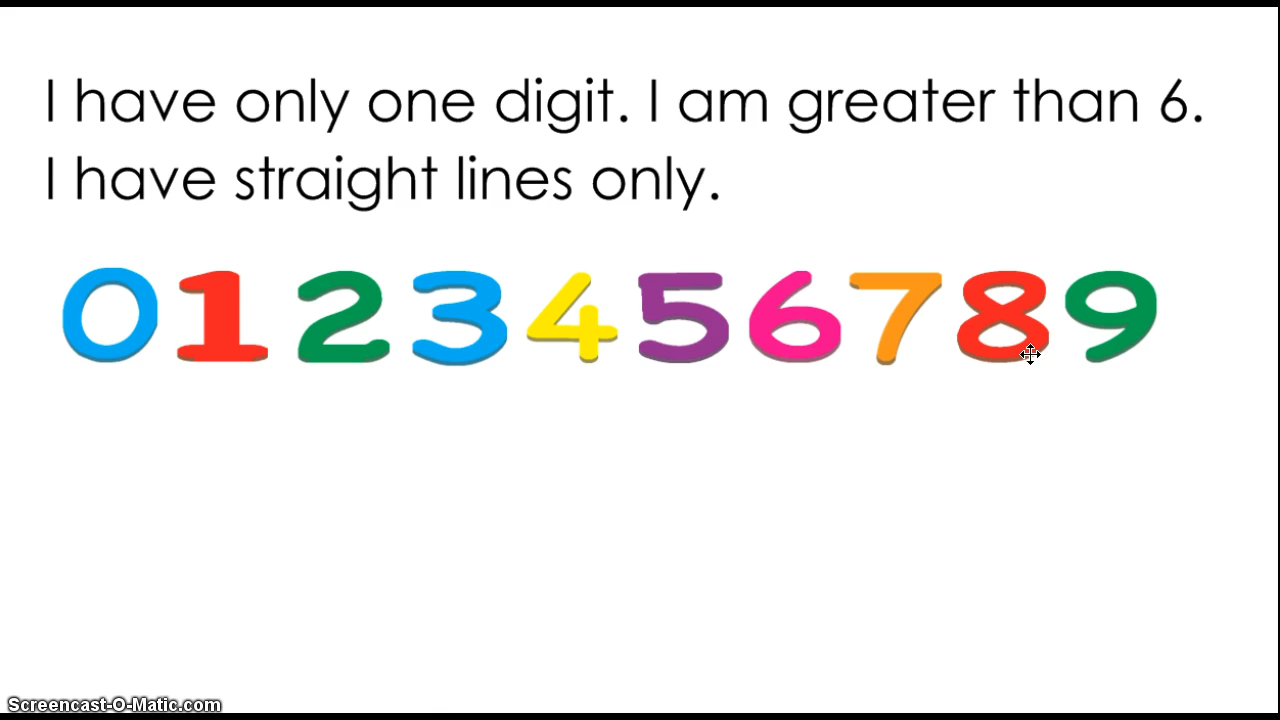 I have only one digit. I am greater than 6.
I have straight lines only.
0123456789
Screencast-O-Matic.com